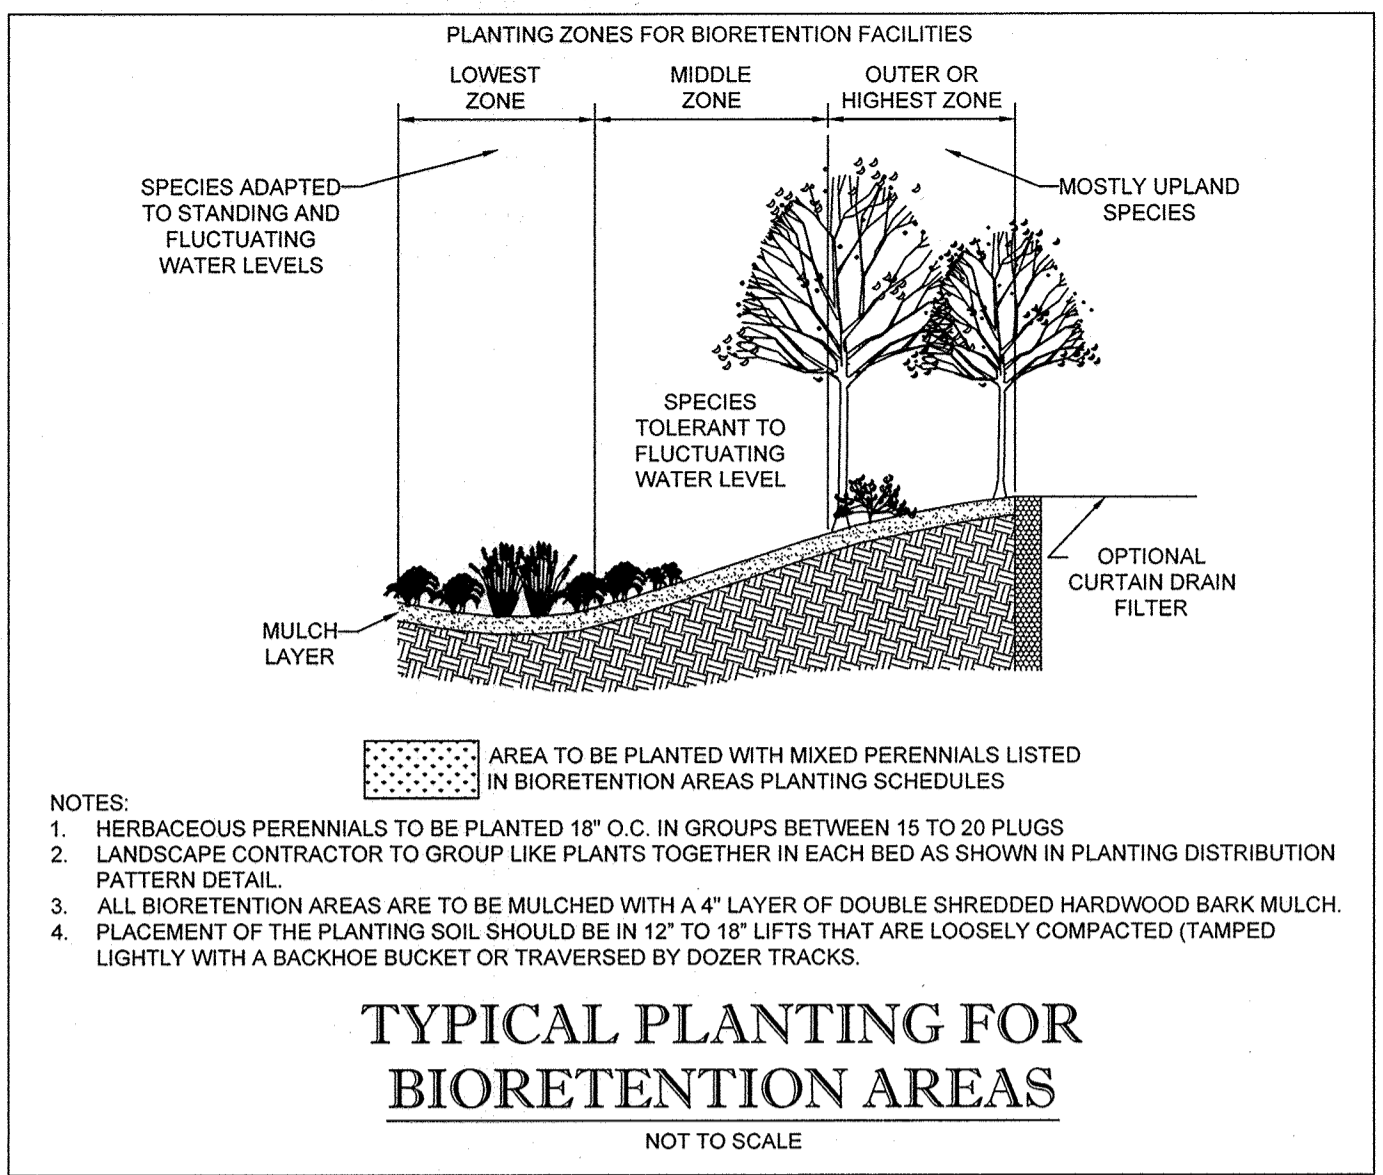 PLANTING ZONES FOR BIORETENTION FACILITIES
LOWEST
ZONE
MIDDLE
ZONE
OUTER OR
HIGHEST ZONE
SPECIES ADAPTED
TO STANDING AND
FLUCTUATING
WATER LEVELS
MOSTLY UPLAND
SPECIES
SPECIES
TOLERANT TO
FLUCTUATING
WATER LEVEL
OPTIONAL
CURTAIN DRAIN
FILTER
MULCH
LAYER
AREA TO BE PLANTED WITH MIXED PERENNIALS LISTED
IN BIORETENTION AREAS PLANTING SCHEDULES
NOTES:
1. HERBACEOUS PERENNIALS TO BE PLANTED 18" O.C. IN GROUPS BETWEEN 15 TO 20 PLUGS
2. LANDSCAPE CONTRACTOR TO GROUP LIKE PLANTS TOGETHER IN EACH BED AS SHOWN IN PLANTING DISTRIBUTION
PATTERN DETAIL.
3. ALL BIORETENTION AREAS ARE TO BE MULCHED WITH A 4" LAYER OF DOUBLE SHREDDED HARDWOOD BARK MULCH.
4. PLACEMENT OF THE PLANTING SOIL SHOULD BE IN 12" TO 18" LIFTS THAT ARE LOOSELY COMPACTED (TAMPED
LIGHTLY WITH A BACKHOE BUCKET OR TRAVERSED BY DOZER TRACKS.
TYPICAL PLANTING FOR
BIORETENTION AREAS
NOT TO SCALE